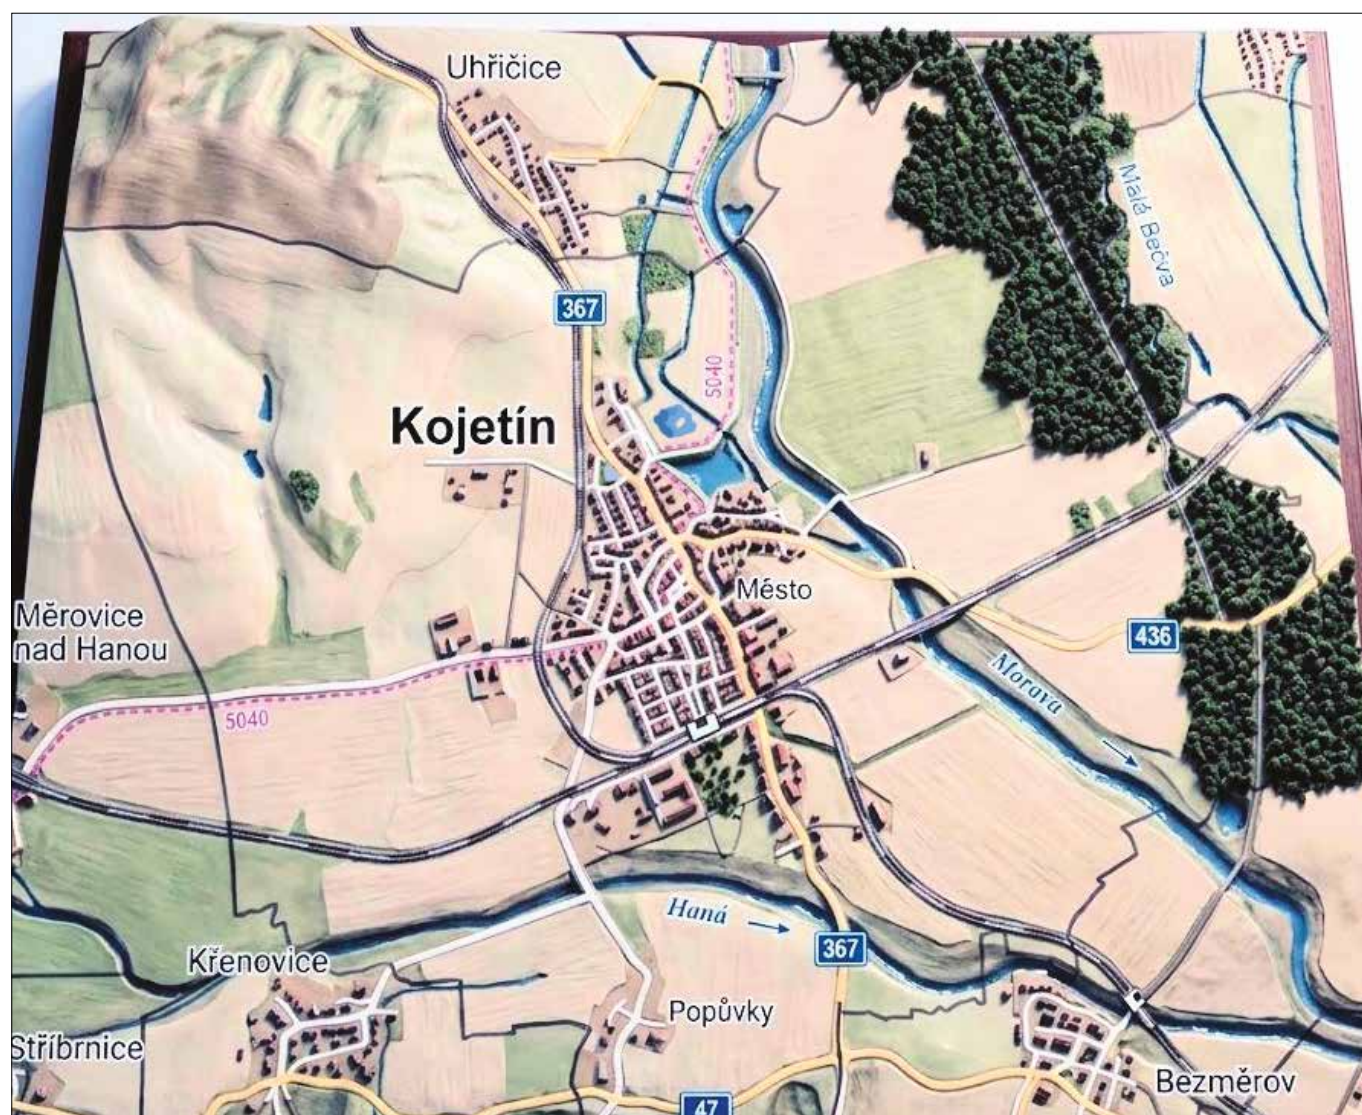 Uhřičice
Malá Bečva
367
5040
Kojetín
Mésto
Měrovice
nad Hanou
436
Morava
5040
Haná
367
Křenovice
Popůvky
Stříbrnice
Bezměrov
47